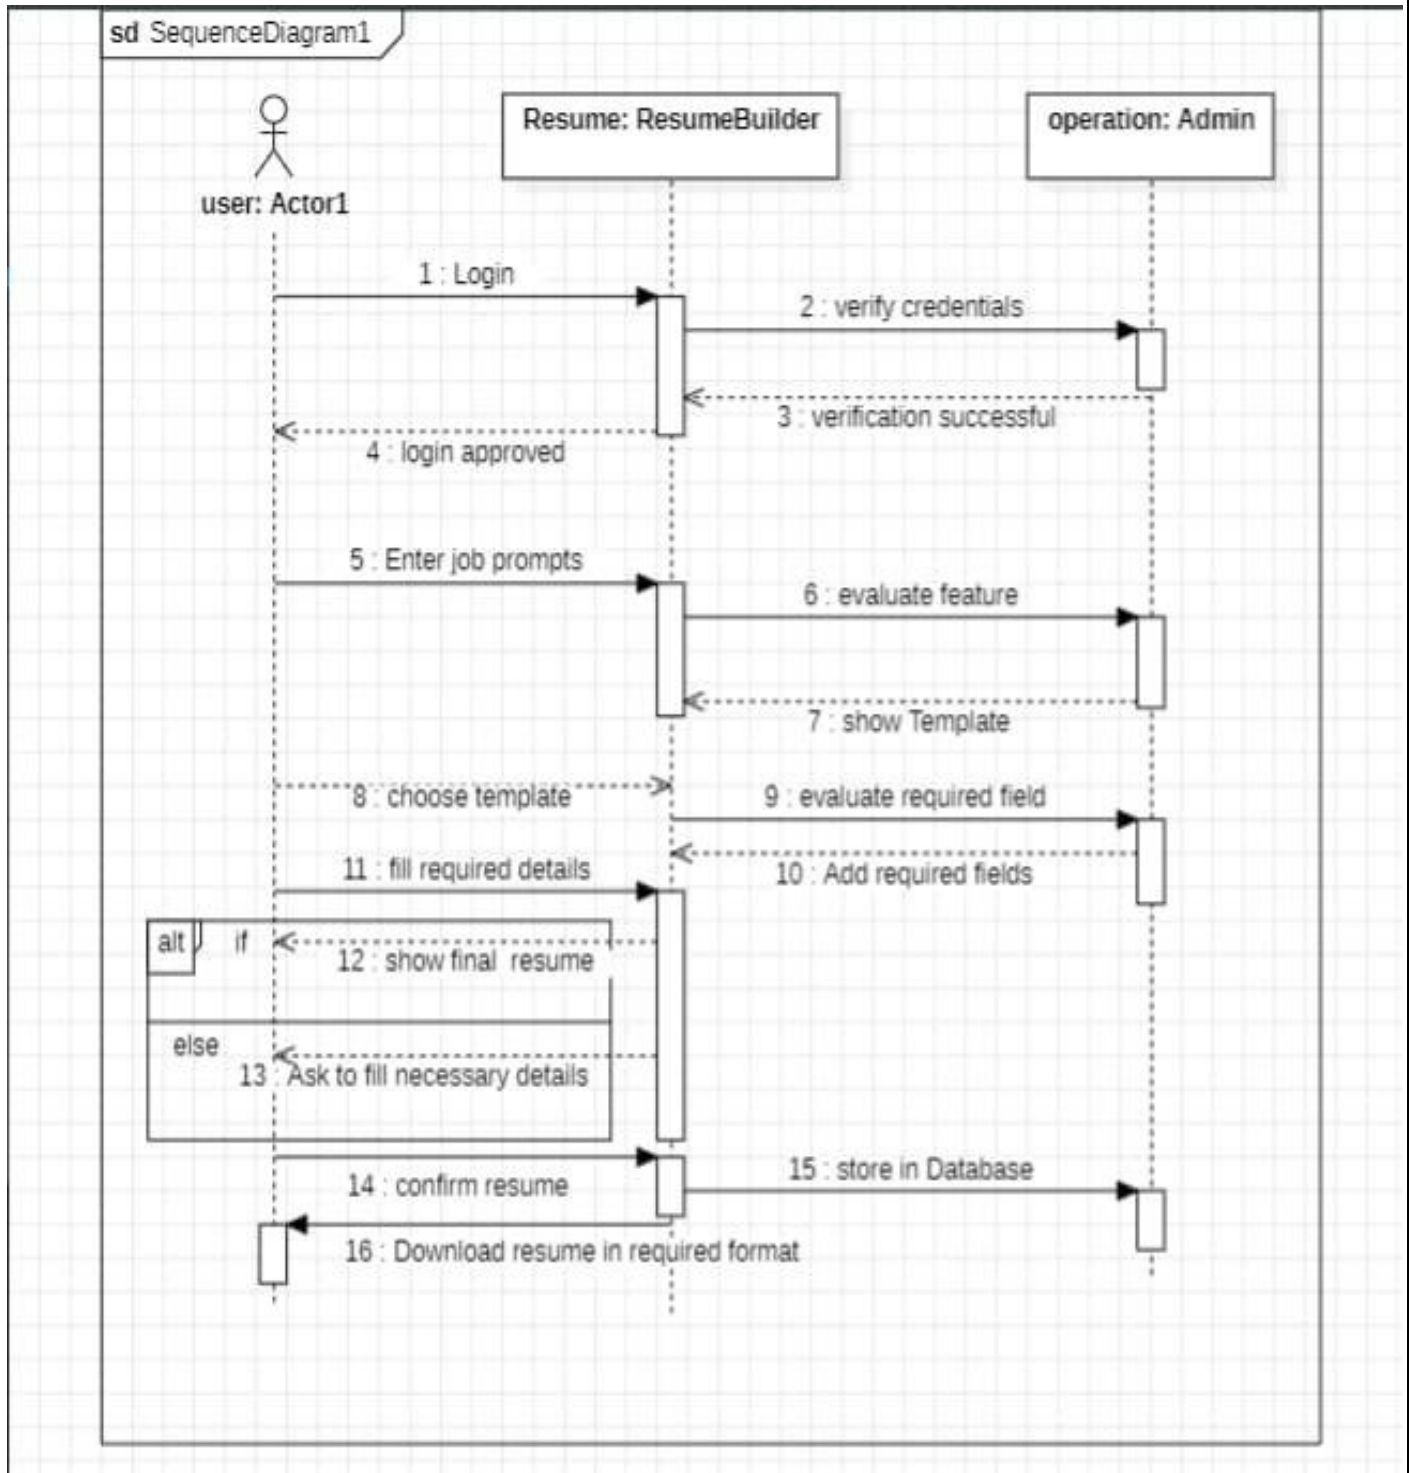 sd SequenceDiagram1
Resume: ResumeBuilder
operation: Admin
user: Actor1
1 : Login
2 : verify credentials
3 : verification successful
4 : login approved
5 : Enter job prompts
6 : evaluate feature
7 : show Template
8 : choose template
9 : evaluate required field
10 : Add required fields
11 : fill required details
alt if
12 : show final resume
else
13 : Ask to fill necessary details
14 : confirm resume
15 : store in Database
16 : Download resume in required format